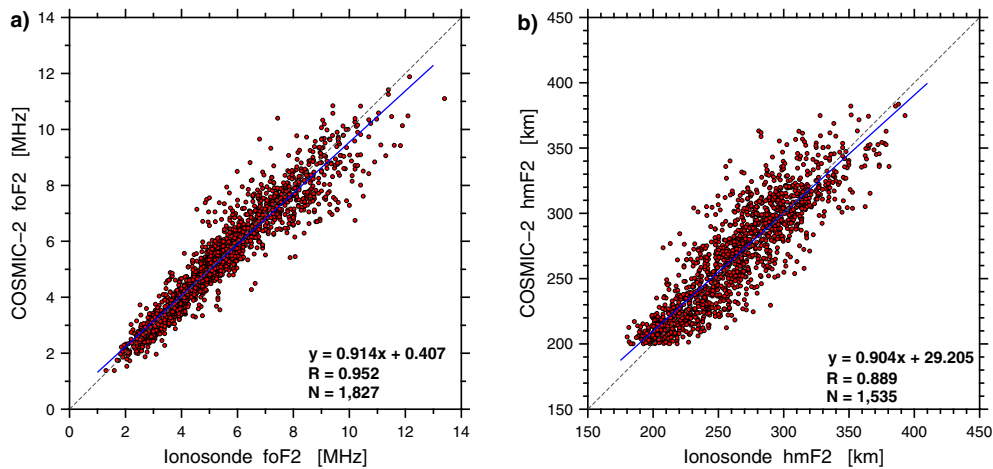 a)
14
12
10
8
6
4
2
0
COSMIC−2 foF2 [MHz]
y = 0.914x + 0.407
R = 0.952
N = 1,827
0 2 4 6 8 10 12 14
Ionosonde foF2 [MHz]
b)
450
400
350
300
250
200
150
COSMIC−2 hmF2 [km]
y = 0.904x + 29.205
R = 0.889
N = 1,535
150 200 250 300 350 400 450
Ionosonde hmF2 [km]